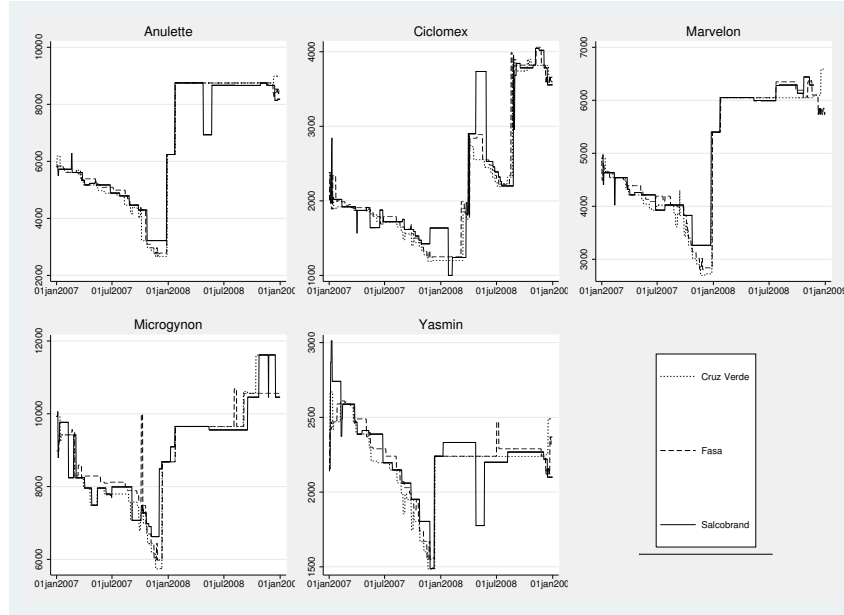 Anulette
10000
8000
6000
4000
2000
01jan2007 01jul2007 01jan2008 01jul2008 01jan200
Ciclomex
4000
3000
2000
1000
01jan2007 01jul2007 01jan2008 01jul2008 01jan200
Marvelon
7000
6000
5000
4000
3000
01jan2007 01jul2007 01jan2008 01jul2008 01jan2009
Microgynon
12000
10000
8000
6000
01jan2007 01jul2007 01jan2008 01jul2008 01jan200
Yasmin
3000
2500
2000
1500
01jan2007 01jul2007 01jan2008 01jul2008 01jan200
Cruz Verde
Fasa
Salcobrand